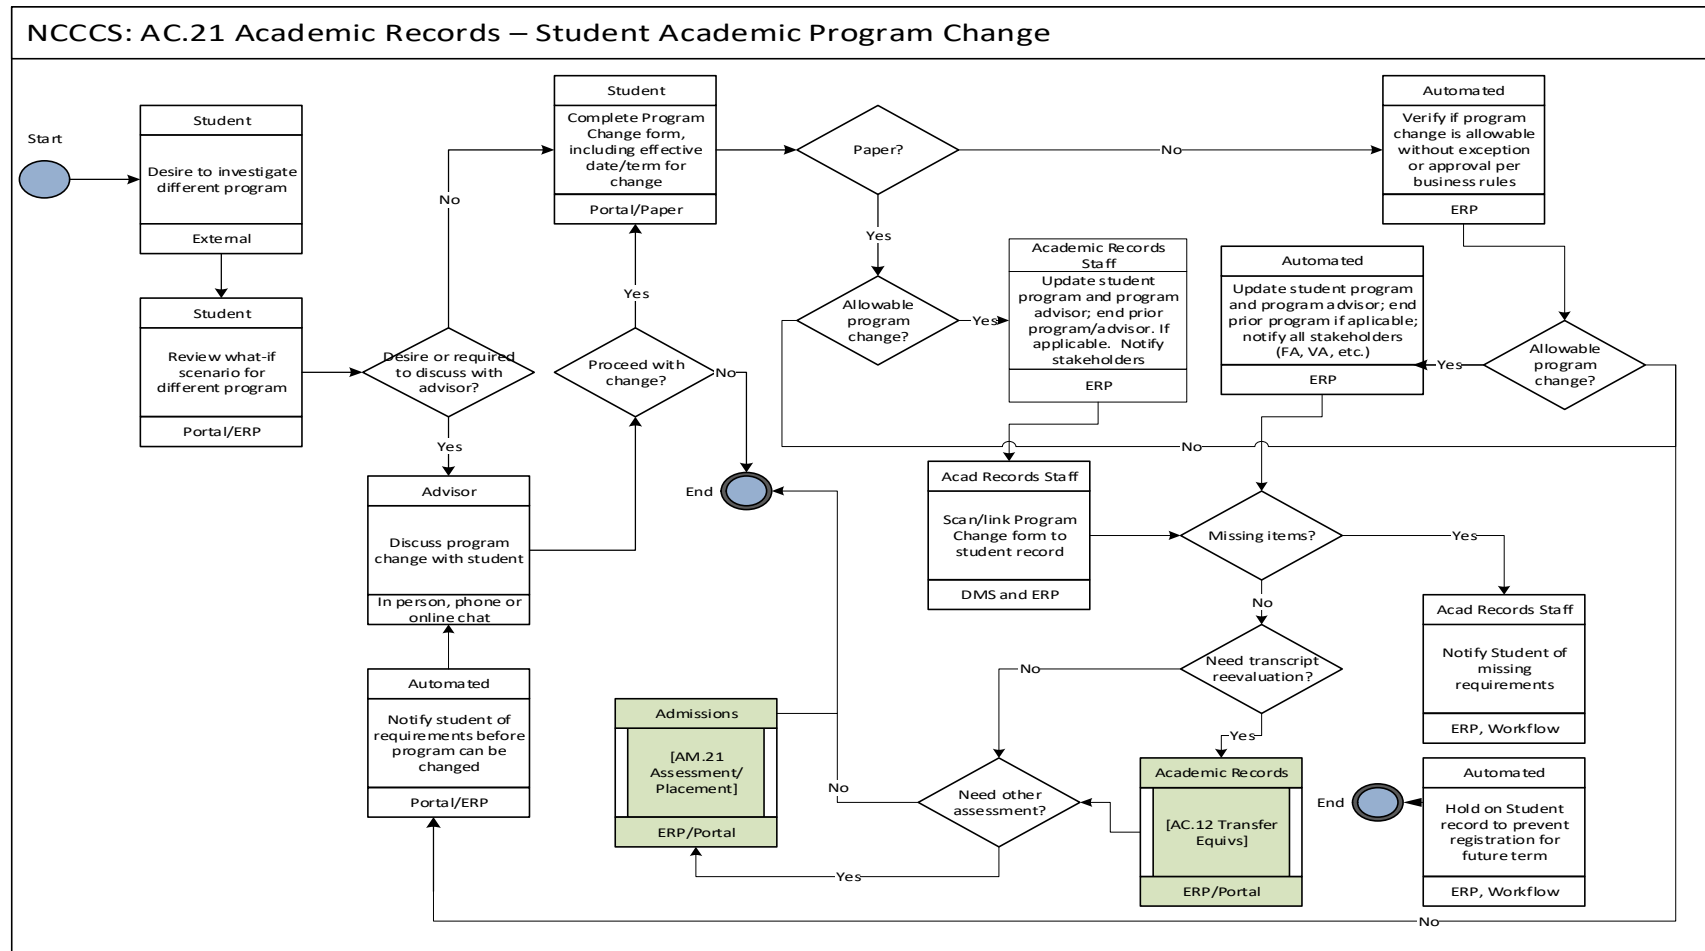 NCCCS: AC.21 Academic Records – Student Academic Program Change
Start
Student
Desire to investigate
different program
External
Student
Review what-if
scenario for
different program
Portal/ERP
Desire or required
to discuss with
advisor?
No
Yes
Advisor
Discuss program
change with student
In person, phone or
online chat
Automated
Notify student of
requirements before
program can be
changed
Portal/ERP
Student
Complete Program
Change form,
including effective
date/term for
change
Portal/Paper
Yes
Proceed with
change?
No
End
Paper?
No
Yes
Allowable
program
change?
Yes
Academic Records
Staff
Update student
program and program
advisor; end prior
program/advisor. If
applicable. Notify
stakeholders
ERP
Automated
Verify if program
change is allowable
without exception
or approval per
business rules
ERP
Automated
Update student program
and program advisor; end
prior program if aplicable;
notify all stakeholders
(FA, VA, etc.)
ERP
Yes
Allowable
program
change?
No
Acad Records Staff
Scan/link Program
Change form to
student record
DMS and ERP
Missing items?
Yes
No
Acad Records Staff
Notify Student of
missing
requirements
ERP, Workflow
Need transcript
reevaluation?
No
Yes
Admissions
[AM.21
Assessment/
Placement]
ERP/Portal
No
Need other
assessment?
Yes
Academic Records
[AC.12 Transfer
Equivs]
ERP/Portal
End
Automated
Hold on Student
record to prevent
registration for
future term
ERP, Workflow
No